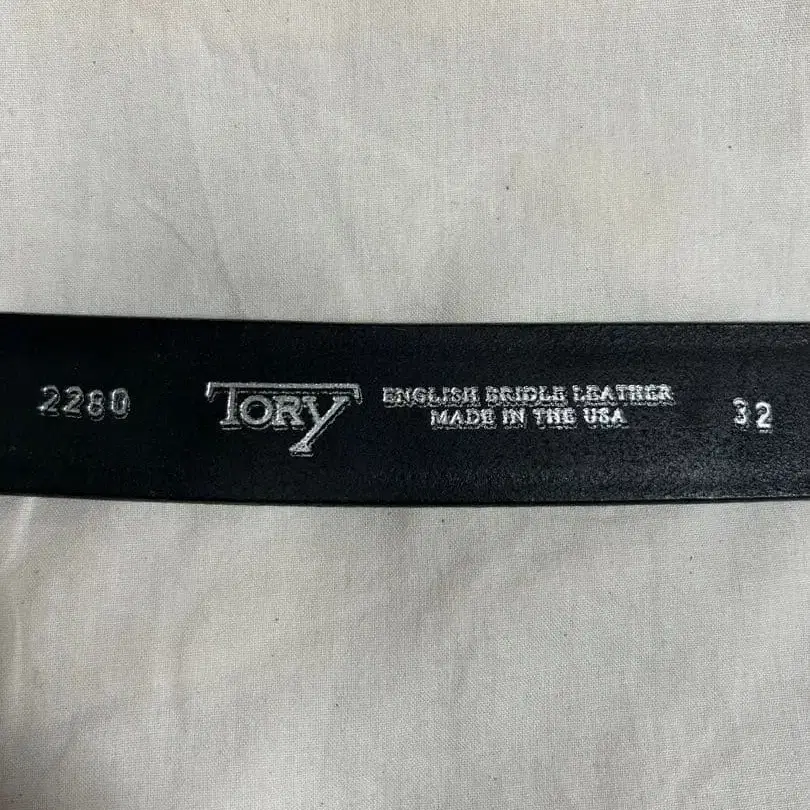 2280
TORY
ENGLISH BRIDLE LEATHER
MADE IN THE USA
32